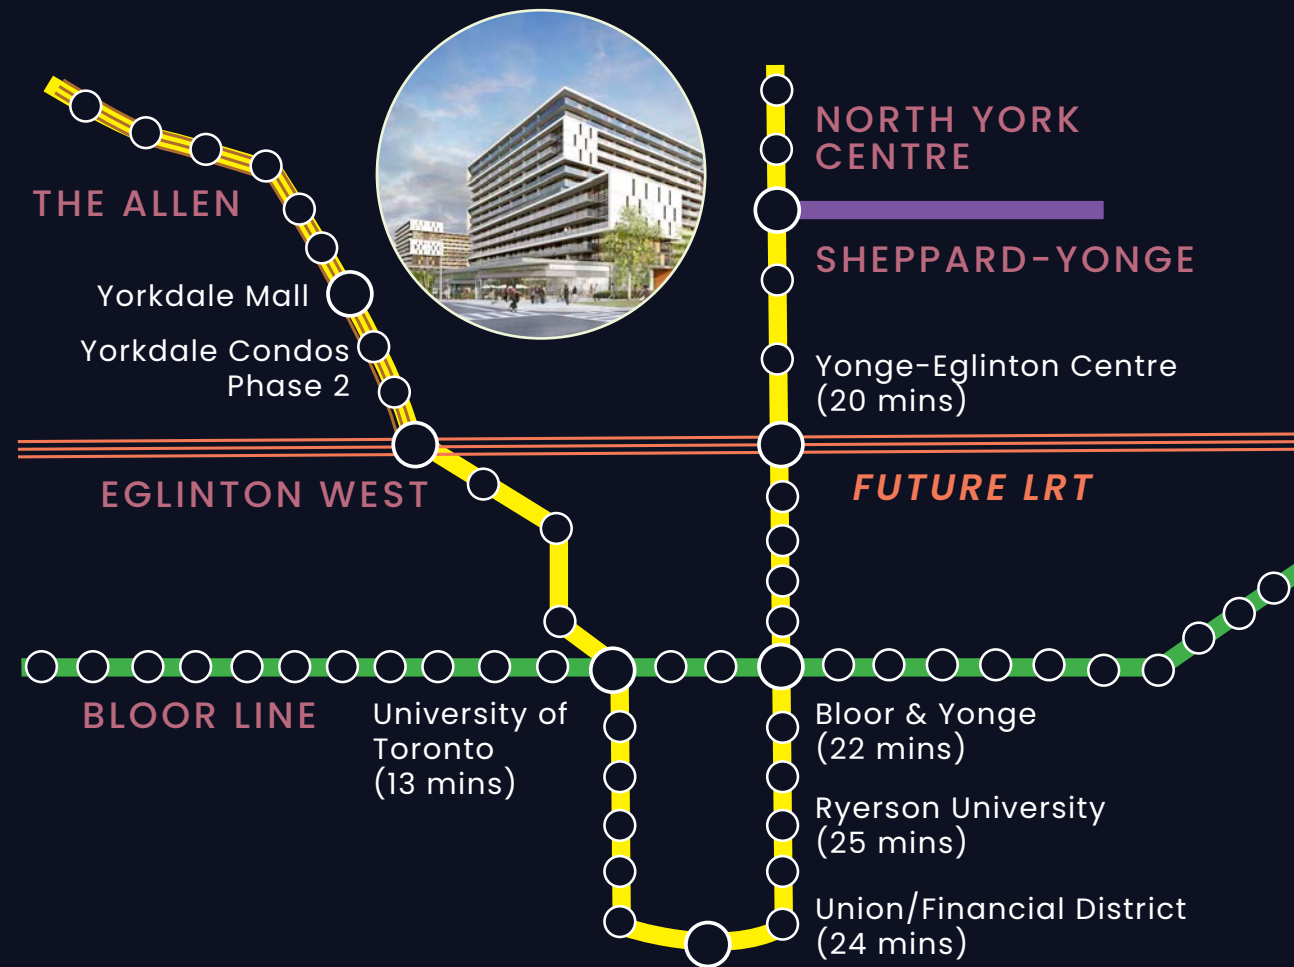 NORTH YORK
CENTRE
THE ALLEN
SHEPPARD-YONGE
Yorkdale Mall
Yorkdale Condos
Phase 2
Yonge-Eglinton Centre
(20 mins)
EGLINTON WEST
FUTURE LRT
BLOOR LINE
University of
Toronto
(13 mins)
Bloor & Yonge
(22 mins)
Ryerson University
(25 mins)
Union/Financial District
(24 mins)